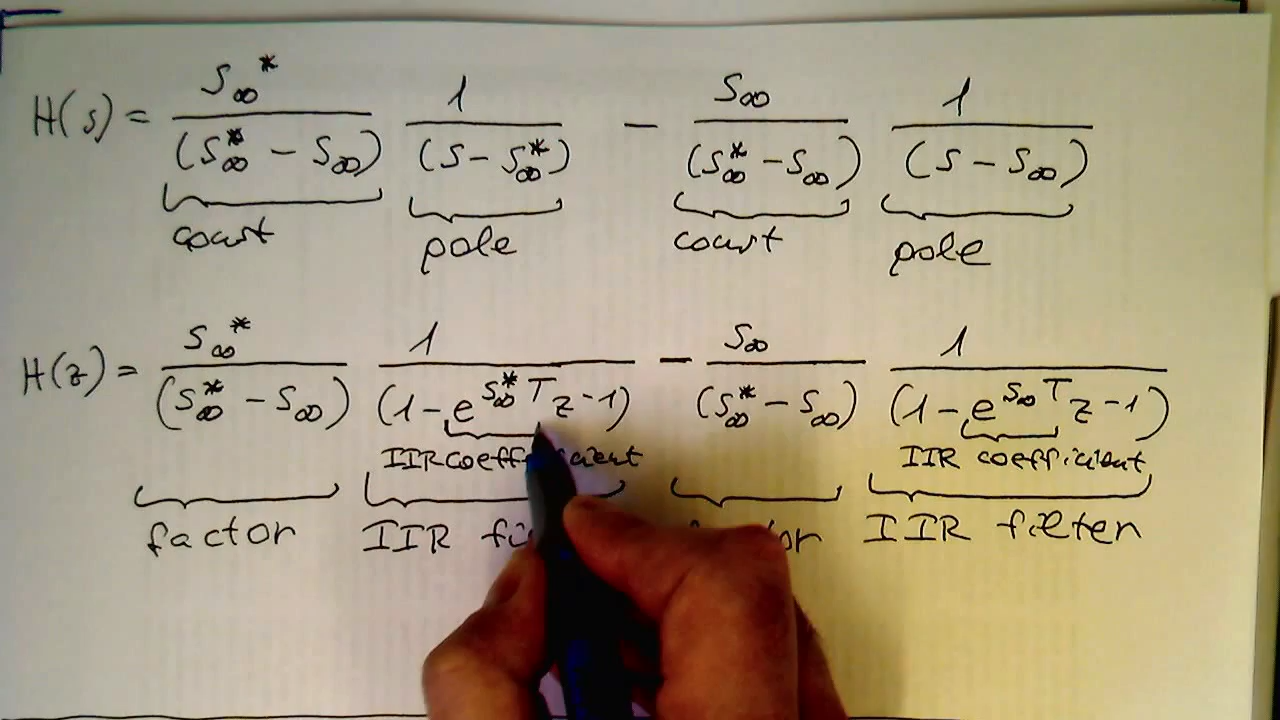 H(s) = s∞* / (s∞* - s∞) 1 / (s - s∞*) - s∞ / (s∞* - s∞) 1 / (s - s∞)
const pole const pole
H(z) = s∞* / (s∞* - s∞) 1 / (1 - e^{s∞* T} z^{-1}) - s∞ / (s∞* - s∞) 1 / (1 - e^{s∞ T} z^{-1})
IIR coefficient IIR coefficient
factor IIR IIR filter